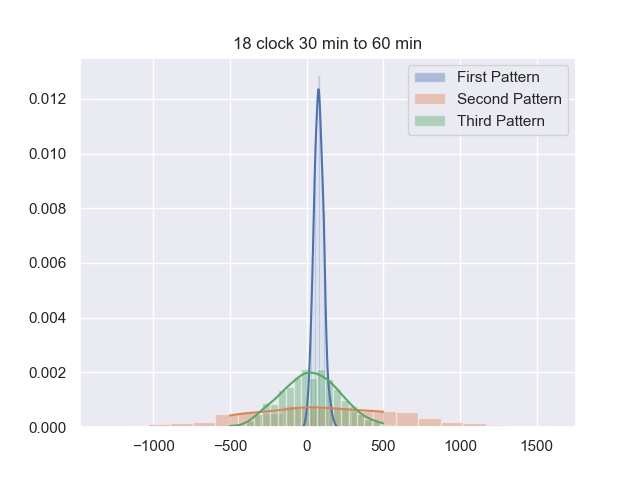 18 clock 30 min to 60 min
First Pattern
Second Pattern
Third Pattern
0.012
0.010
0.008
0.006
0.004
0.002
0.000
−1000 −500 0 500 1000 1500